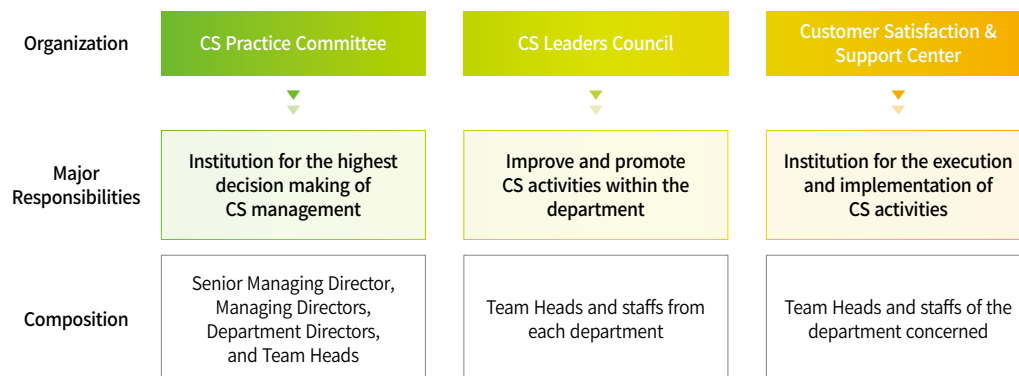 Organization
CS Practice Committee
CS Leaders Council
Customer Satisfaction &
Support Center
Major
Responsibilities
Institution for the highest
decision making of
CS management
Improve and promote
CS activities within the
department
Institution for the execution
and implementation of
CS activities
Composition
Senior Managing Director,
Managing Directors,
Department Directors,
and Team Heads
Team Heads and staffs from
each department
Team Heads and staffs of the
department concerned